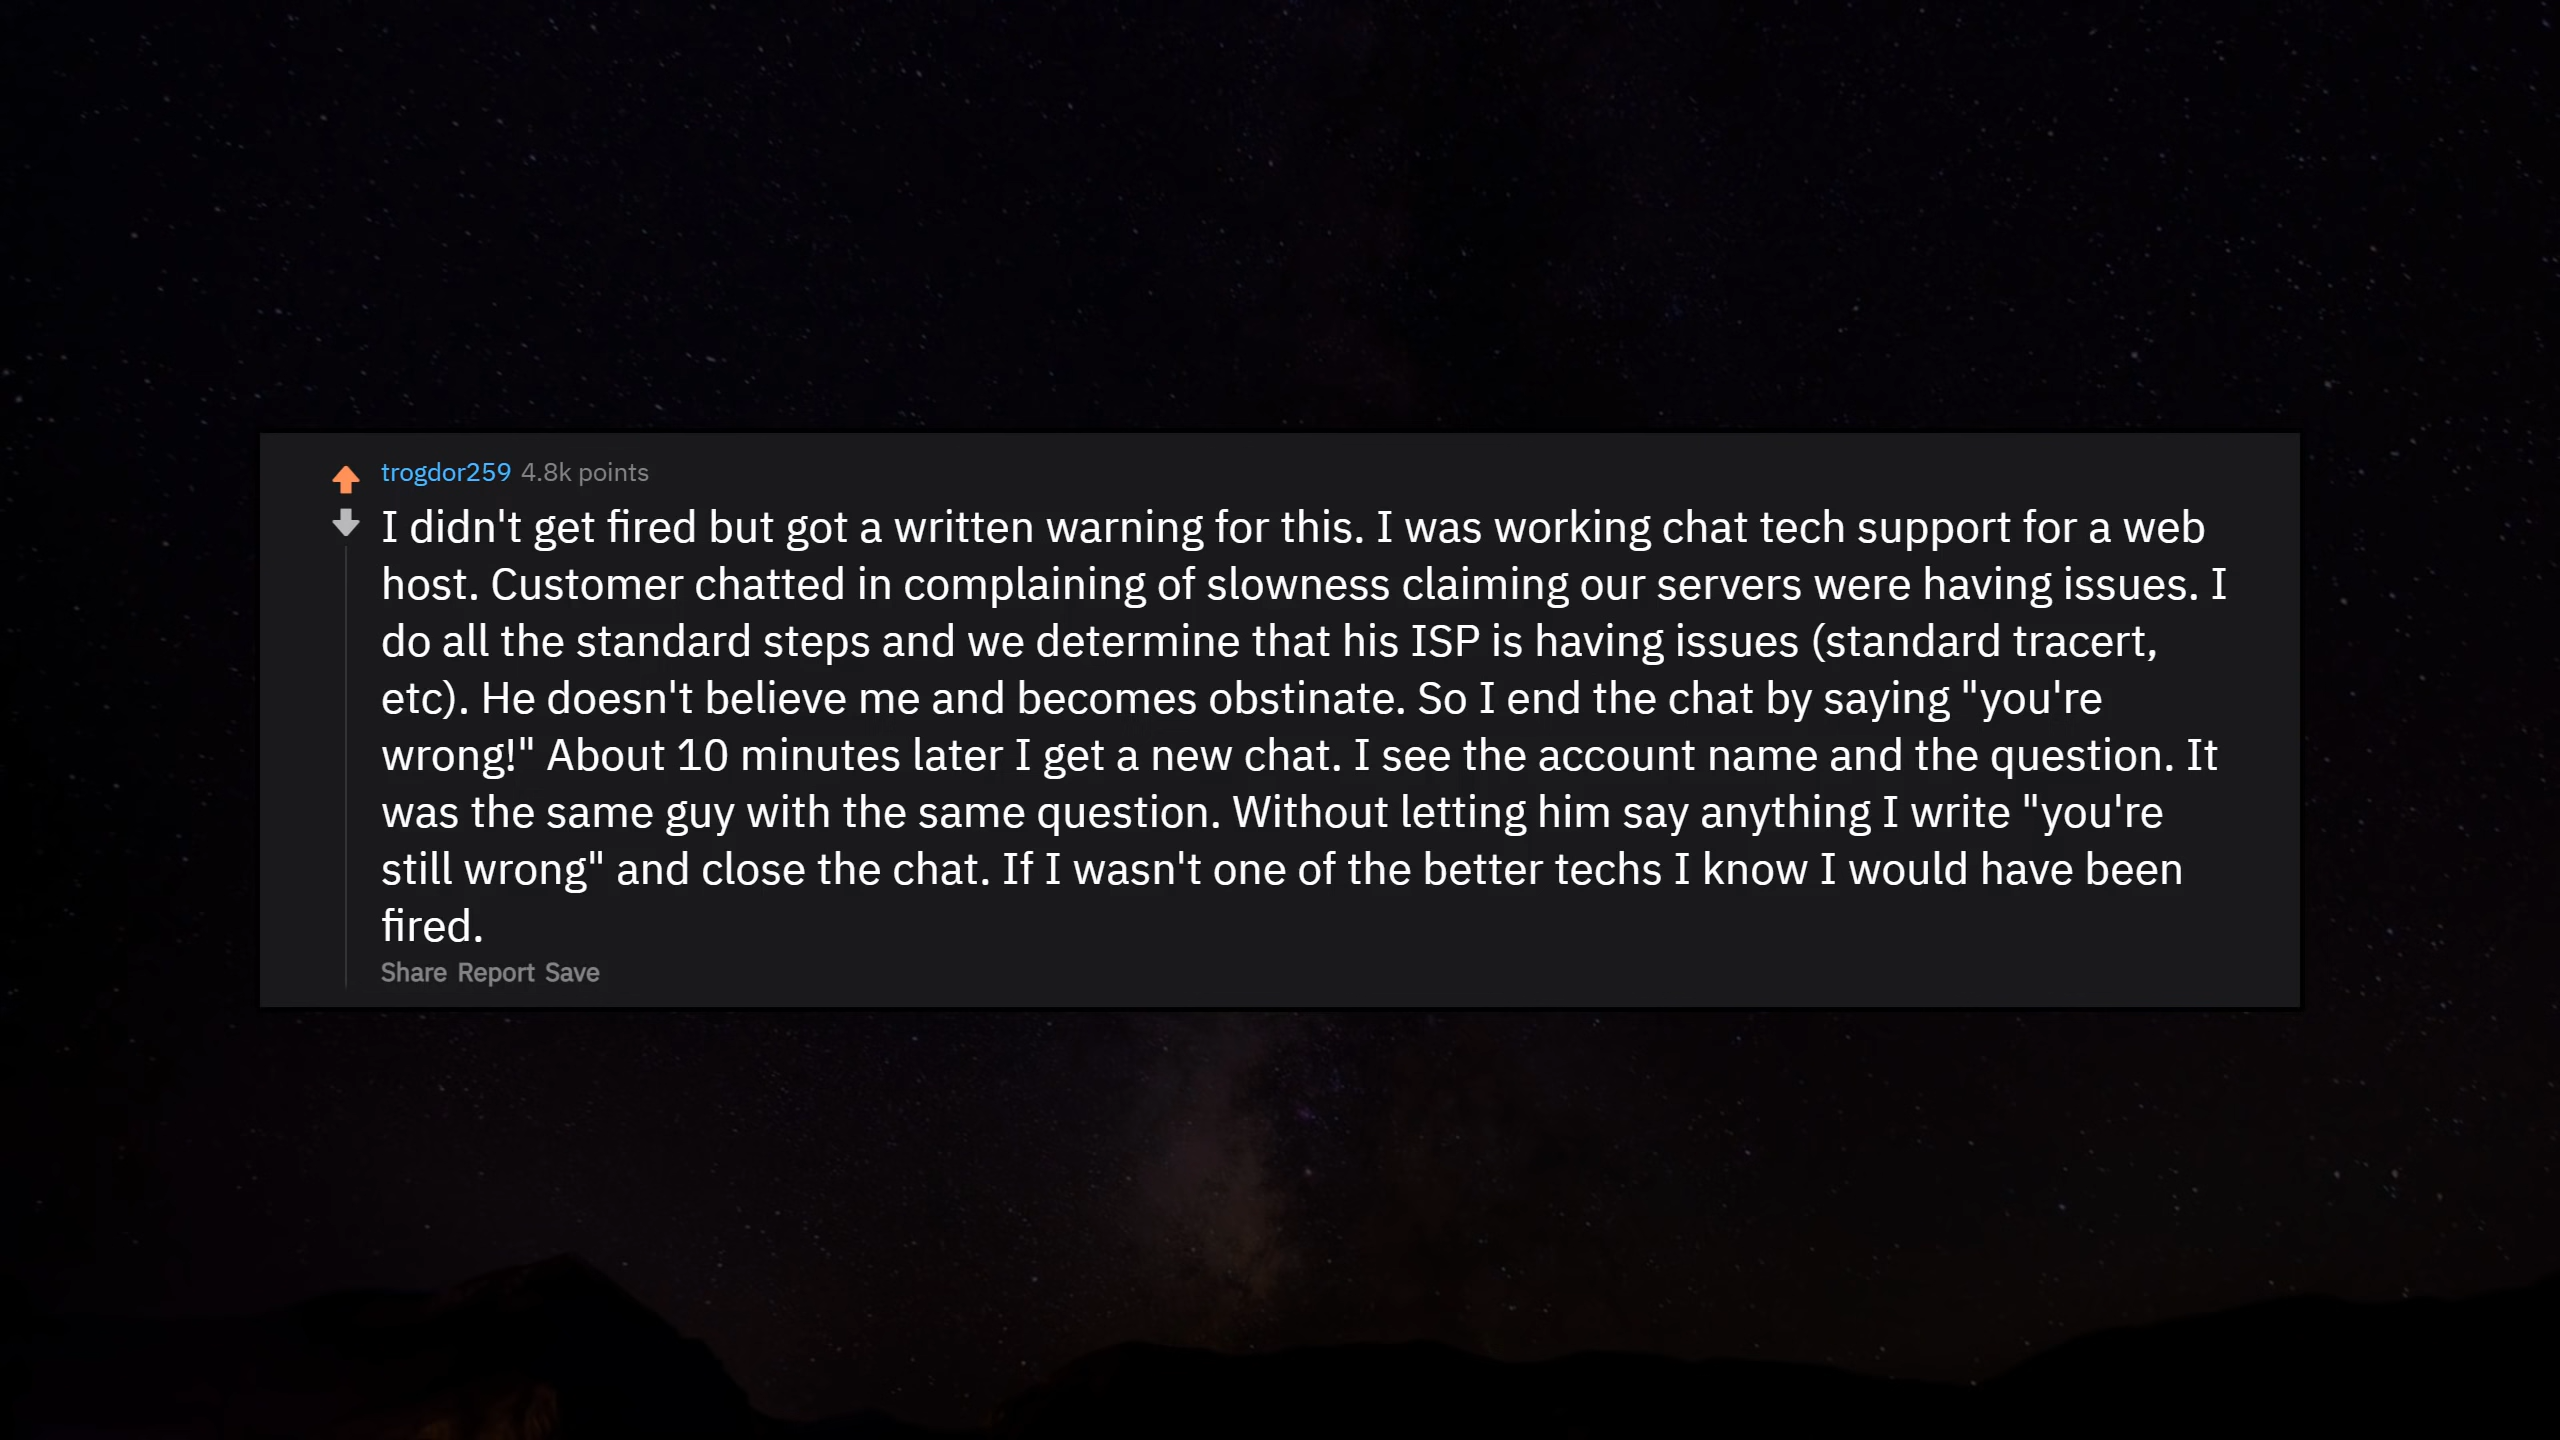 trogdor259 4.8k points
I didn't get fired but got a written warning for this. I was working chat tech support for a web
host. Customer chatted in complaining of slowness claiming our servers were having issues. I
do all the standard steps and we determine that his ISP is having issues (standard tracert,
etc). He doesn't believe me and becomes obstinate. So I end the chat by saying "you're
wrong!" About 10 minutes later I get a new chat. I see the account name and the question. It
was the same guy with the same question. Without letting him say anything I write "you're
still wrong" and close the chat. If I wasn't one of the better techs I know I would have been
fired.
Share Report Save